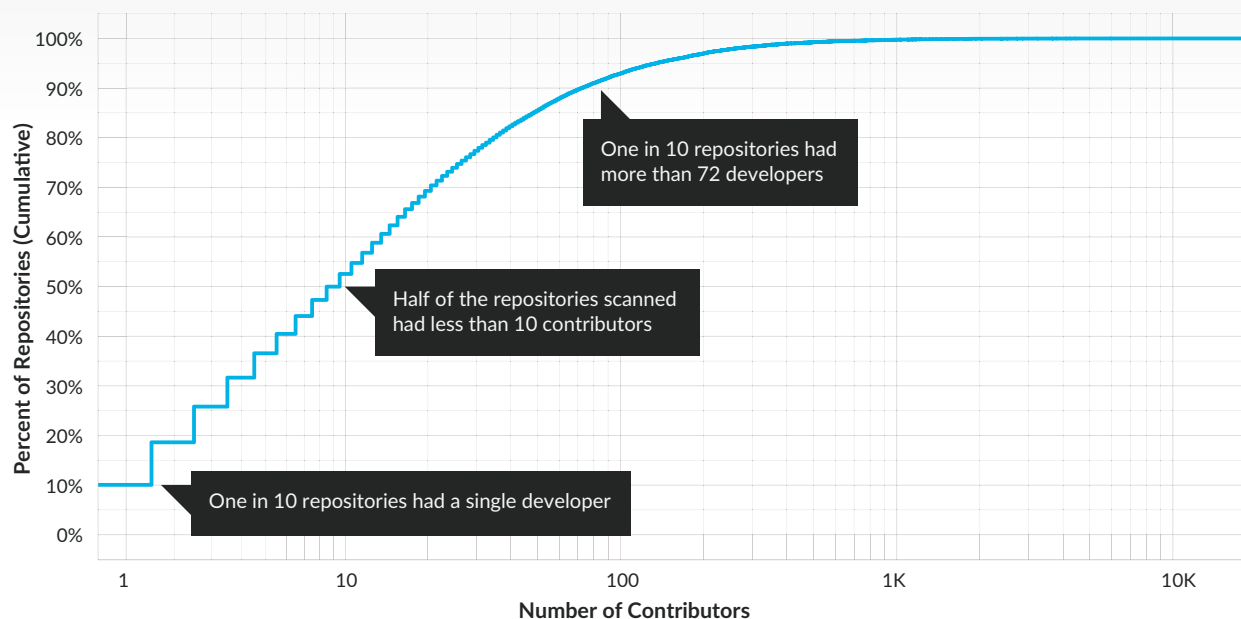 100%
90%
80%
70%
60%
50%
40%
30%
20%
10%
0%
Percent of Repositories (Cumulative)
One in 10 repositories had
more than 72 developers
Half of the repositories scanned
had less than 10 contributors
One in 10 repositories had a single developer
1 10 100 1K 10K
Number of Contributors